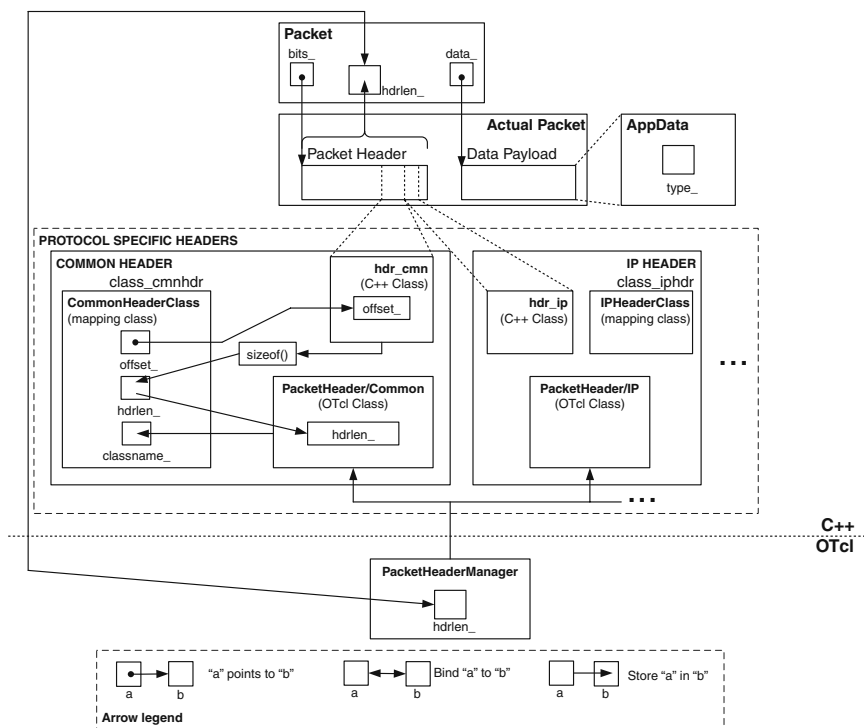 Packet
bits_
data_
hdrlen_
Actual Packet
AppData
Packet Header
Data Payload
type_
PROTOCOL SPECIFIC HEADERS
COMMON HEADER
class_cmnhdr
CommonHeaderClass
(mapping class)
hdr_cmn
(C++ Class)
offset_
sizeof()
offset_
hdrlen_
classname_
PacketHeader/Common
(OTcl Class)
hdrlen_
IP HEADER
class_iphdr
hdr_ip
(C++ Class)
IPHeaderClass
(mapping class)
PacketHeader/IP
(OTcl Class)
...
...
C++
OTcl
PacketHeaderManager
hdrlen_
a
b
"a" points to "b"
a
b
Bind "a" to "b"
a
b
Store "a" in "b"
Arrow legend